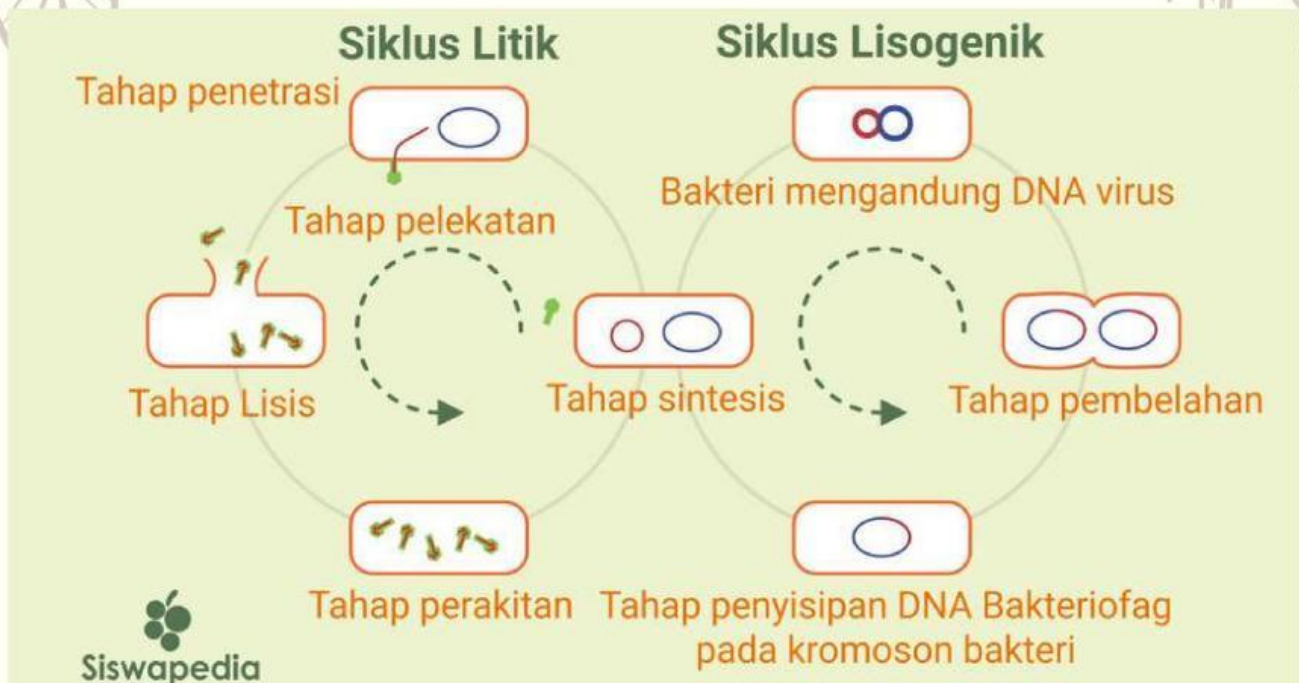 Siklus Litik
Siklus Lisogenik
Tahap penetrasi
Tahap pelekatan
Bakteri mengandung DNA virus
Tahap Lisis
Tahap sintesis
Tahap pembelahan
Tahap perakitan
Tahap penyisipan DNA Bakteriofag
pada kromoson bakteri
Siswapedia